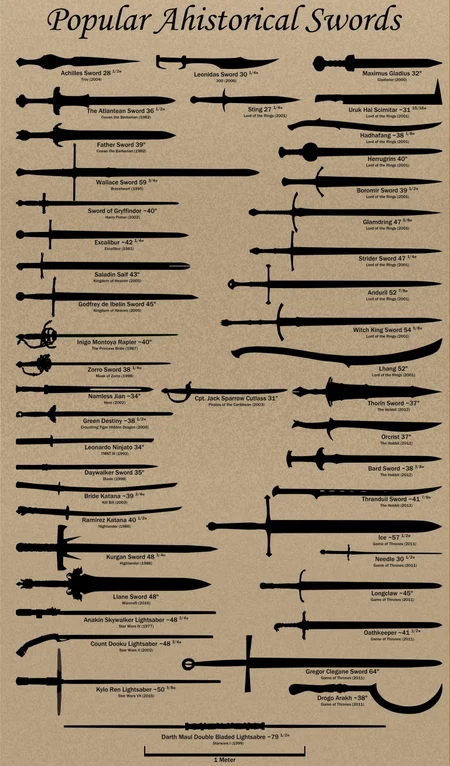 Popular Ahistorical Swords
Achilles Sword 28 1/2"
Troy (2004)
Leonidas Sword 30 1/4"
300 (2006)
Maximus Gladius 32"
Gladiator (2000)
The Atlantean Sword 36 1/2"
Conan the Barbarian (1982)
Sting 27 1/4"
Lord of the Rings (2001)
Uruk Hai Scimitar ~31 15/16"
Lord of the Rings (2001)
Father Sword 39"
Conan the Barbarian (1982)
Hadhafang ~38 1/8"
Lord of the Rings (2001)
Herrugrim 40"
Lord of the Rings (2001)
Wallace Sword 59 3/4"
Braveheart (1995)
Boromir Sword 39 1/2"
Lord of the Rings (2001)
Sword of Gryffindor ~40"
Harry Potter (2002)
Glamdring 47
Lord of the Rings (2001)
Excalibur ~42
Excalibur (1981)
Strider Sword 47 1/4"
Lord of the Rings (2001)
Saladin Saif 43"
Kingdom of Heaven (2005)
Anduril 52 7/8"
Lord of the Rings (2001)
Godfrey de Ibelin Sword 45"
Kingdom of Heaven (2005)
Witch King Sword 54
Lord of the Rings (2001)
Inigo Montoya Rapier ~40"
The Princess Bride (1987)
Lhang 52"
Lord of the Rings (2001)
Zorro Sword 38 1/4"
Mask of Zorro (1998)
Namless Jian ~34"
Hero (2002)
Cpt. Jack Sparrow Cutlass 31"
Pirates of the Caribbean (2003)
Thorin Sword ~37"
The Hobbit (2012)
Green Destiny ~38 1/2"
Crouching Tiger Hidden Dragon (2000)
Orcrist 37"
The Hobbit (2012)
Leonardo Ninjato 34"
TMNT III (1993)
Bard Sword ~38
The Hobbit (2012)
Daywalker Sword 35"
Blade (1998)
Bride Katana ~39 3/4"
Kill Bill (2003)
Thranduil Sword ~41 7/8"
The Hobbit (2012)
Ramirez Katana 40
Highlander (1986)
Ice ~57 1/2"
Game of Thrones (2011)
Kurgan Sword 48 3/4"
Highlander (1986)
Needle 30 1/2"
Game of Thrones (2011)
Llane Sword 48"
Warcraft (2016)
Longclaw ~45"
Game of Thrones (2011)
Anakin Skywalker Lightsaber ~48 3/4"
Star Wars IV (1977)
Oathkeeper ~41 1/2"
Game of Thrones (2011)
Count Dooku Lightsaber ~48 3/4"
Star Wars II (2002)
Gregor Clegane Sword 64"
Game of Thrones (2011)
Kylo Ren Lightsaber ~50
Star Wars VII (2015)
Drogo Arakh ~38"
Game of Thrones (2011)
Darth Maul Double Bladed Lightsabre ~79 1/2"
Starwars I (1999)
1 Meter